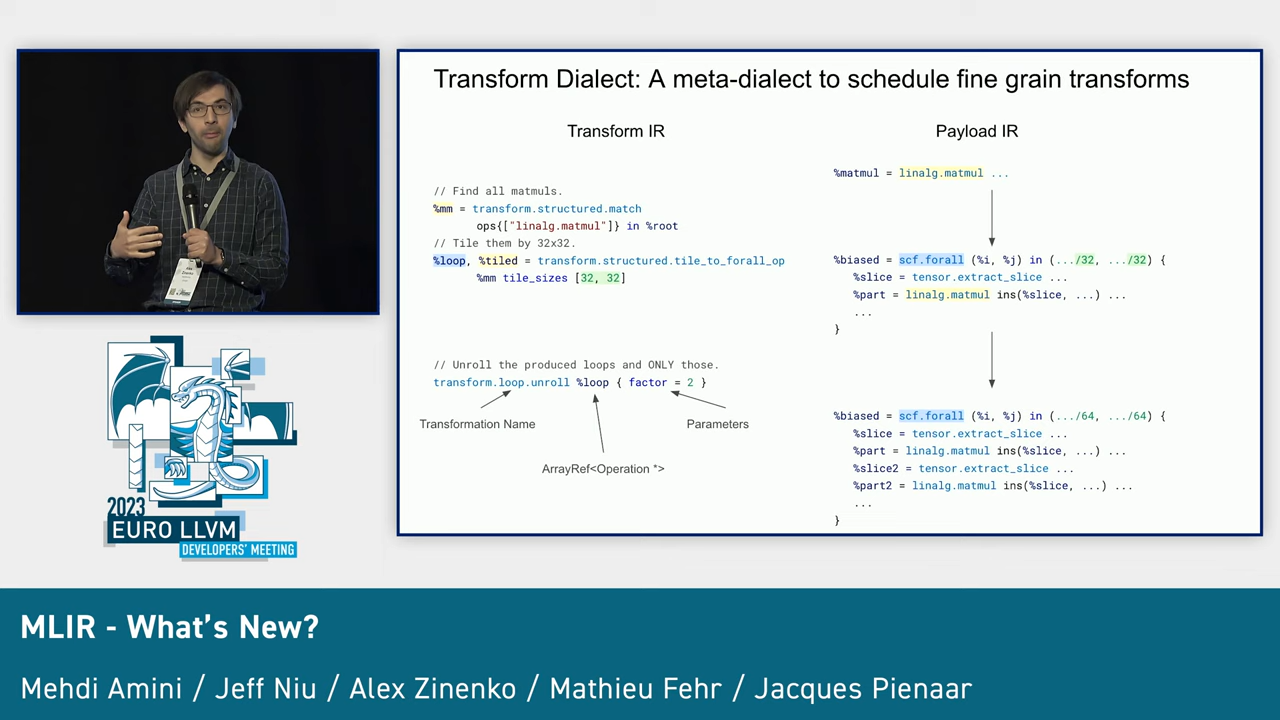 Transform Dialect: A meta-dialect to schedule fine grain transforms
Transform IR
// Find all matmuls.
%mm = transform.structured.match
ops{["linalg.matmul"]} in %root
// Tile them by 32x32.
%loop, %tiled = transform.structured.tile_to_forall_op
%mm tile_sizes [32, 32]
// Unroll the produced loops and ONLY those.
transform.loop.unroll %loop { factor = 2 }
Transformation Name
Parameters
ArrayRef<Operation *>
Payload IR
%matmul = linalg.matmul ...
%biased = scf.forall (%i, %j) in (.../32, .../32) {
%slice = tensor.extract_slice ...
%part = linalg.matmul ins(%slice, ...) ...
...
}
%biased = scf.forall (%i, %j) in (.../64, .../64) {
%slice = tensor.extract_slice ...
%part = linalg.matmul ins(%slice, ...) ...
%slice2 = tensor.extract_slice ...
%part2 = linalg.matmul ins(%slice, ...) ...
...
}
2023
EURO LLVM
DEVELOPERS' MEETING
MLIR - What's New?
Mehdi Amini / Jeff Niu / Alex Zinenko / Mathieu Fehr / Jacques Pienaar